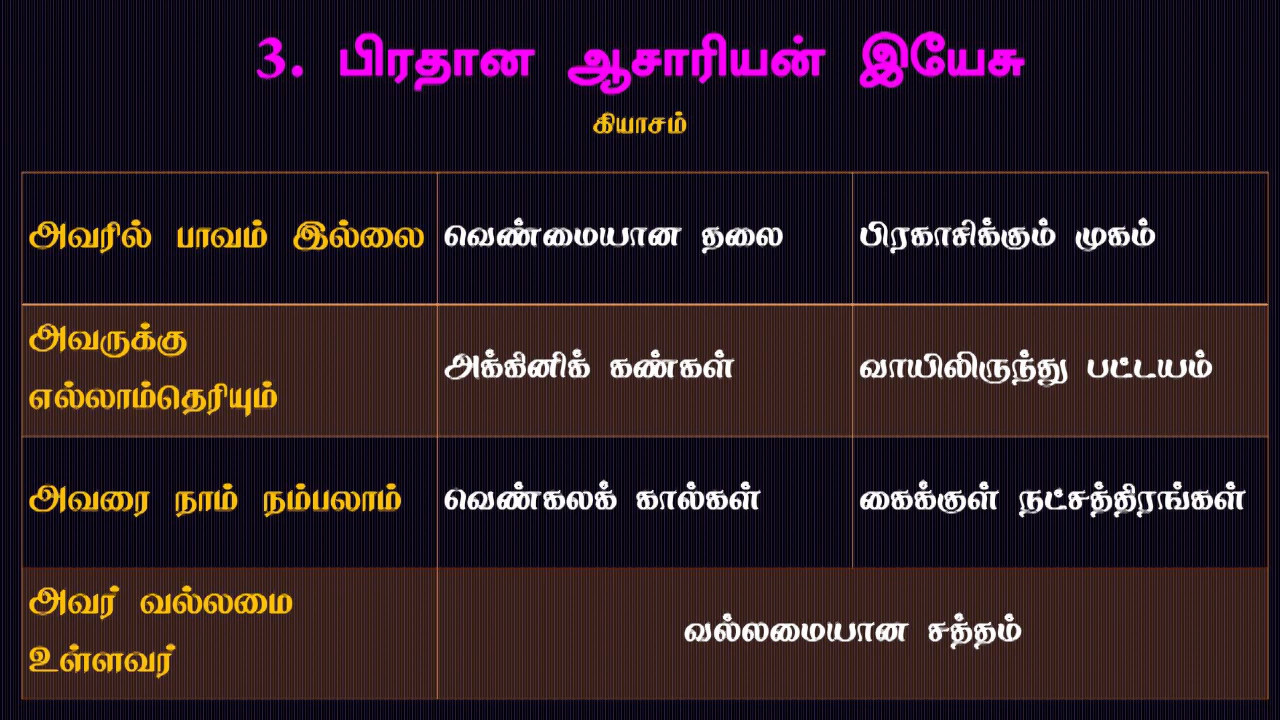 3. பிரதான ஆசாரியன் இயேசு
கியாசம்
அவரில் பாவம் இல்லை
வெண்மையான தலை
பிரகாசிக்கும் முகம்
அவருக்கு
எல்லாம்தெரியும்
அக்கினிக் கண்கள்
வாயிலிருந்து பட்டயம்
அவரை நாம் நம்பலாம்
வெண்கலக் கால்கள்
கைக்குள் நட்சத்திரங்கள்
அவர் வல்லமை
உள்ளவர்
வல்லமையான சத்தம்